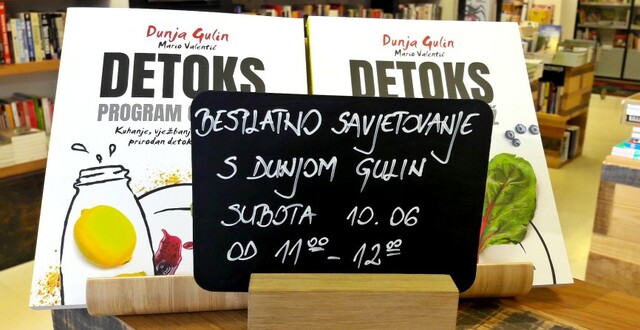 Dunja Gulin
Mario Valentić
DETOKS
PROGRAM
Kuhanje, vježbanj
prirodan detok
Dunja Gulin
Mario Valentić
DETOKS
BESPLATNO SAVJETOVANJE
S DUNJOM GULIN
SUBOTA 10.06
OD 11⁰⁰ - 12⁰⁰